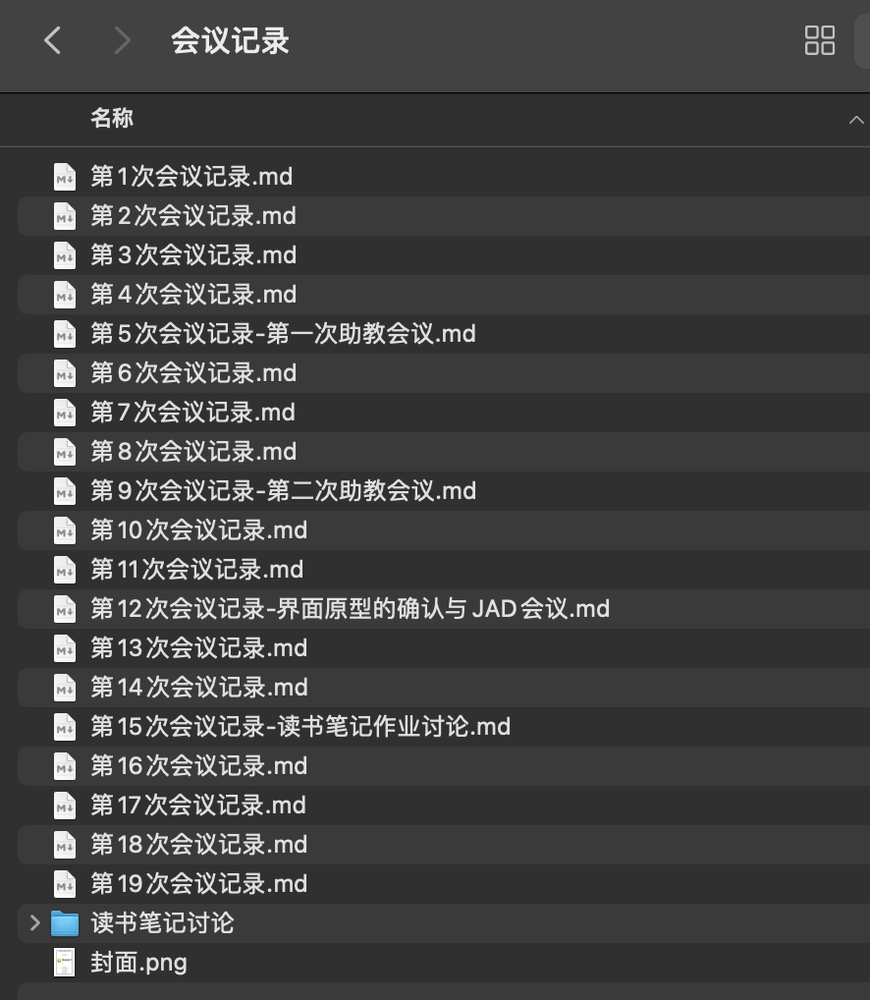 会议记录
名称
第1次会议记录.md
第2次会议记录.md
第3次会议记录.md
第4次会议记录.md
第5次会议记录-第一次助教会议.md
第6次会议记录.md
第7次会议记录.md
第8次会议记录.md
第9次会议记录-第二次助教会议.md
第10次会议记录.md
第11次会议记录.md
第12次会议记录-界面原型的确认与JAD会议.md
第13次会议记录.md
第14次会议记录.md
第15次会议记录-读书笔记作业讨论.md
第16次会议记录.md
第17次会议记录.md
第18次会议记录.md
第19次会议记录.md
读书笔记讨论
封面.png